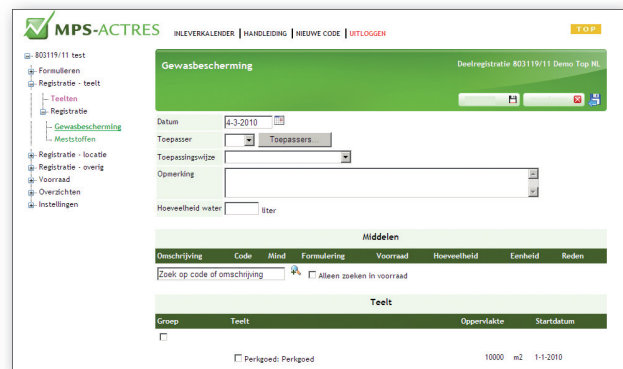 MPS-ACTRES
INLEVERKALENDER | HANDLEIDING | NIEUWE CODE | UITLOGGEN
TOP
803119/11 test
Formulieren
Registratie - teelt
Teelten
Registratie
Gewasbescherming
Meststoffen
Registratie - locatie
Registratie - overig
Voorraad
Overzichten
Instellingen
Gewasbescherming
Deelregistratie 803119/11 Demo Top NL
Datum 4-3-2010
Toepasser Toepassers...
Toepassingswijze
Opmerking
Hoeveelheid water liter
Middelen
Omschrijving Code Mind Formulering Voorraad Hoeveelheid Eenheid Reden
Zoek op code of omschrijving Alleen zoeken in voorraad
Teelt
Groep Teelt Oppervlakte Startdatum
Perkgoed: Perkgoed 10000 m2 1-1-2010